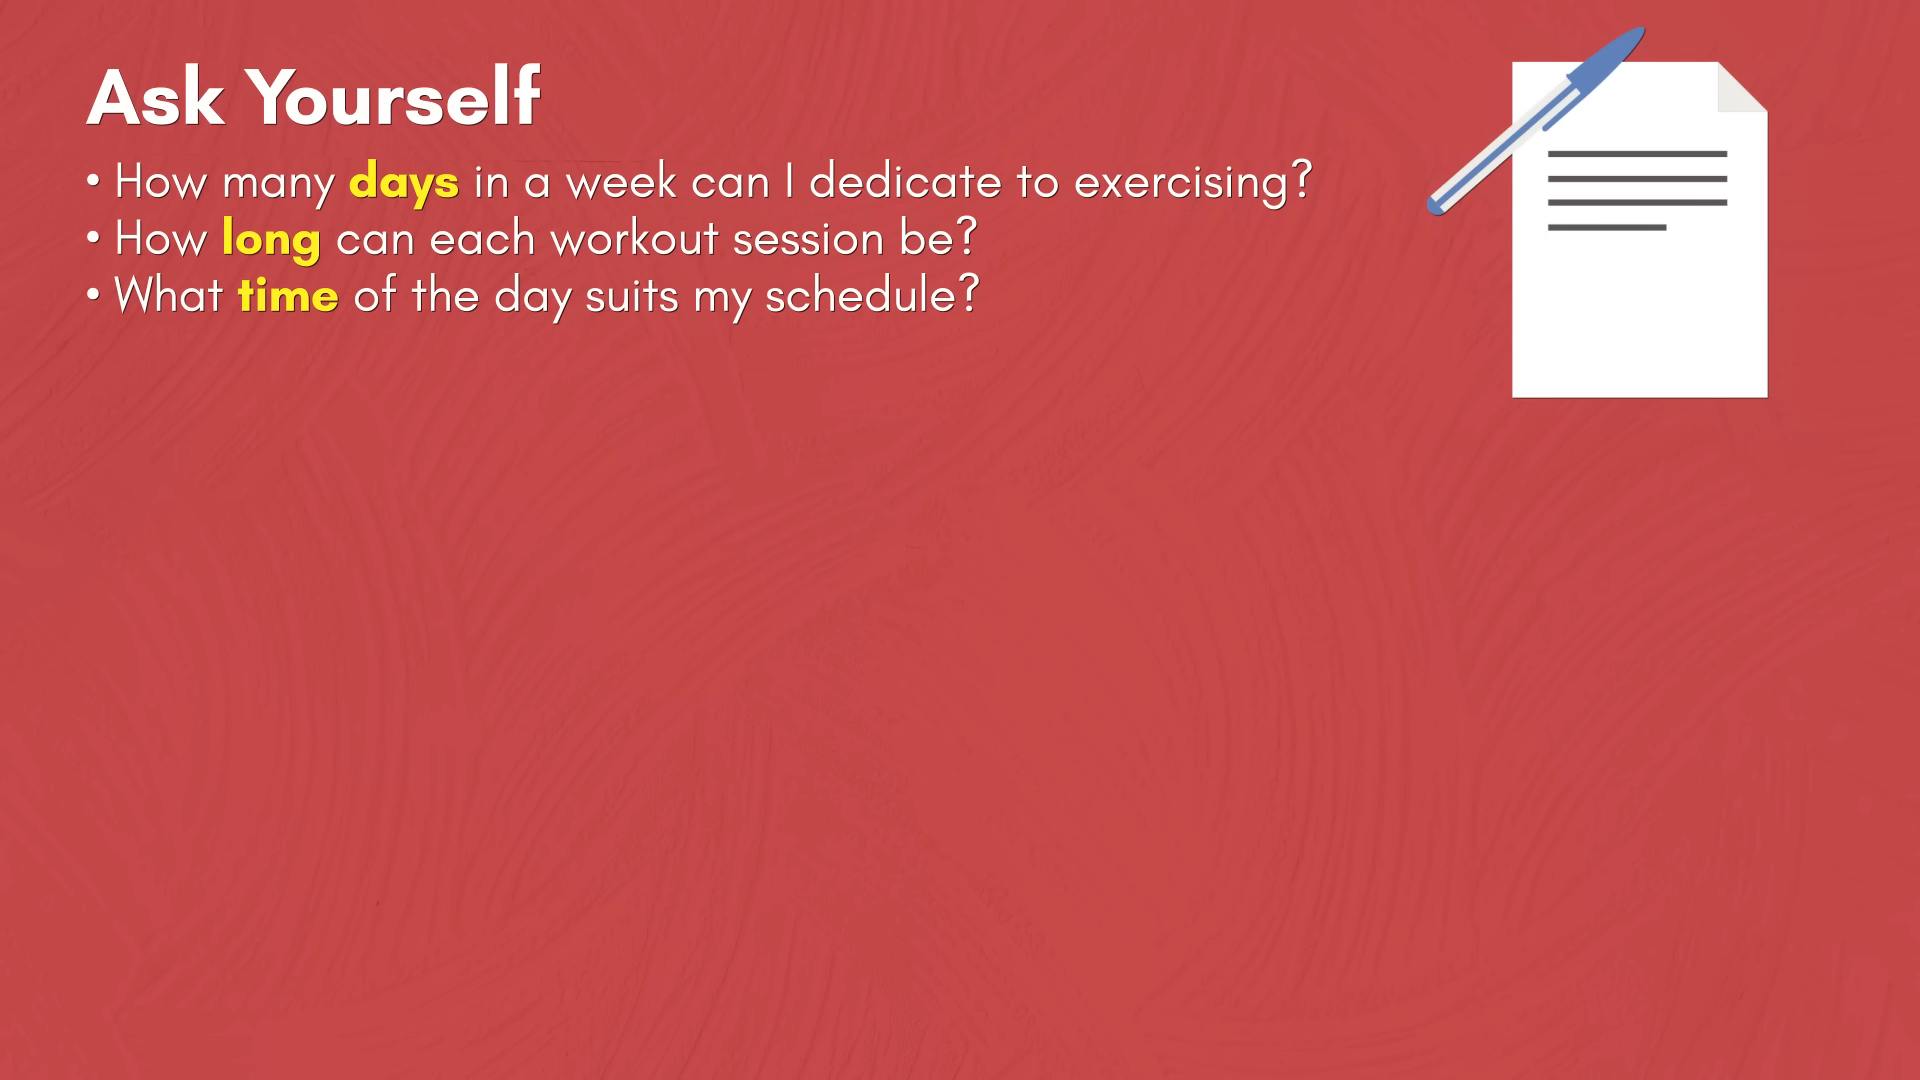 Ask Yourself
• How many days in a week can I dedicate to exercising?
• How long can each workout session be?
• What time of the day suits my schedule?